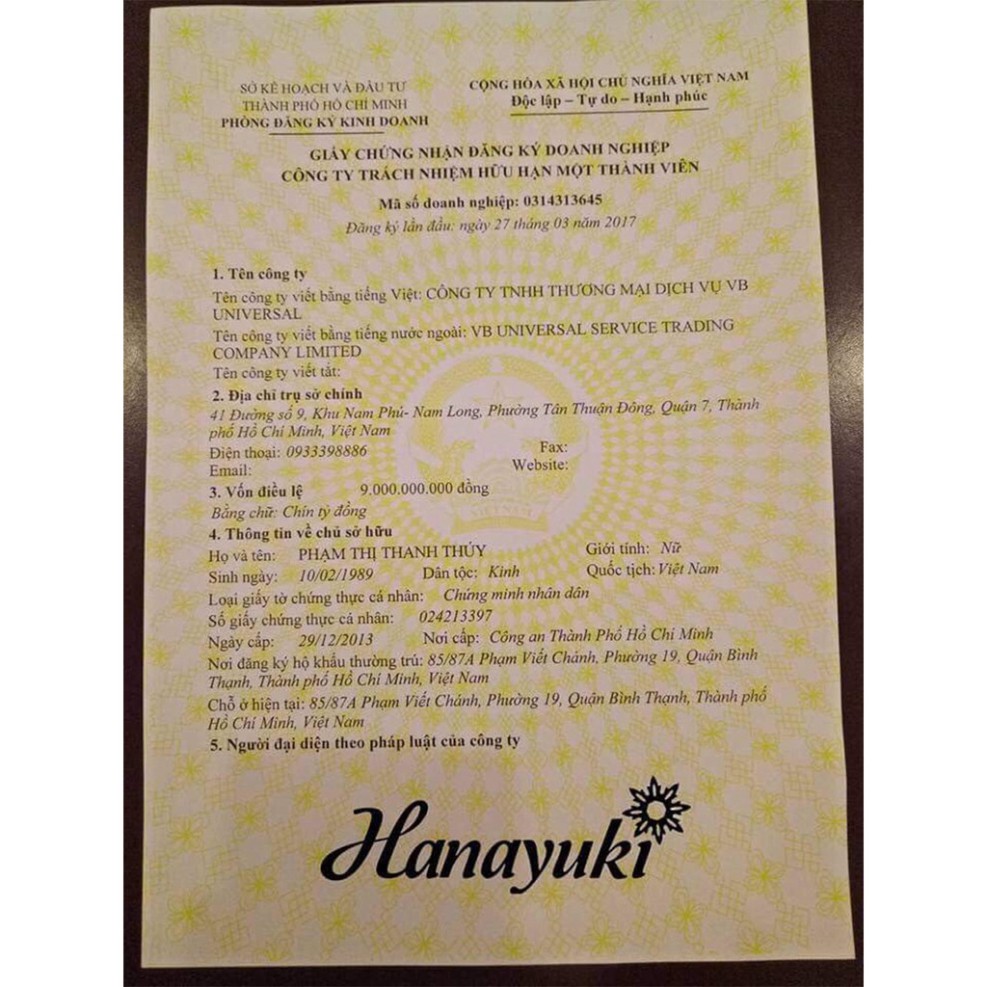 SỞ KẾ HOẠCH VÀ ĐẦU TƯ
THÀNH PHỐ HỒ CHÍ MINH
PHÒNG ĐĂNG KÝ KINH DOANH
CỘNG HÒA XÃ HỘI CHỦ NGHĨA VIỆT NAM
Độc lập – Tự do – Hạnh phúc
GIẤY CHỨNG NHẬN ĐĂNG KÝ DOANH NGHIỆP
CÔNG TY TRÁCH NHIỆM HỮU HẠN MỘT THÀNH VIÊN
Mã số doanh nghiệp: 0314313645
Đăng ký lần đầu: ngày 27 tháng 03 năm 2017
1. Tên công ty
Tên công ty viết bằng tiếng Việt: CÔNG TY TNHH THƯƠNG MẠI DỊCH VỤ VB
UNIVERSAL
Tên công ty viết bằng tiếng nước ngoài: VB UNIVERSAL SERVICE TRADING
COMPANY LIMITED
Tên công ty viết tắt:
2. Địa chỉ trụ sở chính
41 Đường số 9, Khu Nam Phú- Nam Long, Phường Tân Thuận Đông, Quận 7, Thành
phố Hồ Chí Minh, Việt Nam
Điện thoại: 0933398886 Fax:
Email: Website:
3. Vốn điều lệ 9.000.000.000 đồng
Bằng chữ: Chín tỷ đồng
VIỆT NAM
4. Thông tin về chủ sở hữu
Họ và tên: PHẠM THỊ THANH THÚY Giới tính: Nữ
Sinh ngày: 10/02/1989 Dân tộc: Kinh Quốc tịch: Việt Nam
Loại giấy tờ chứng thực cá nhân: Chứng minh nhân dân
Số giấy chứng thực cá nhân: 024213397
Ngày cấp: 29/12/2013 Nơi cấp: Công an Thành Phố Hồ Chí Minh
Nơi đăng ký hộ khẩu thường trú: 85/87A Phạm Viết Chánh, Phường 19, Quận Bình
Thạnh, Thành phố Hồ Chí Minh, Việt Nam
Chỗ ở hiện tại: 85/87A Phạm Viết Chánh, Phường 19, Quận Bình Thạnh, Thành phố
Hồ Chí Minh, Việt Nam
5. Người đại diện theo pháp luật của công ty
Hanayuki